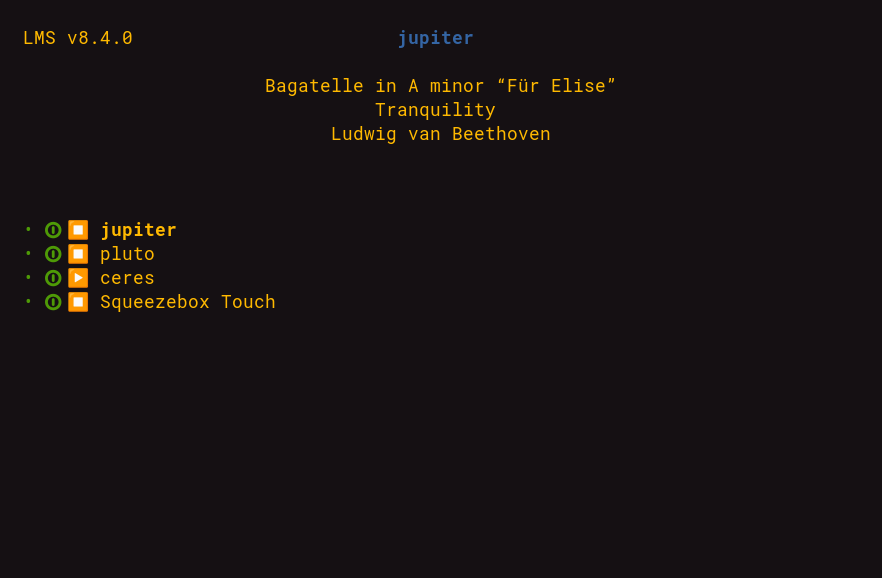 LMS v8.4.0 jupiter
Bagatelle in A minor “Für Elise”
Tranquility
Ludwig van Beethoven
• ⏹ jupiter
• ⏹ pluto
• ▶ ceres
• ⏹ Squeezebox Touch